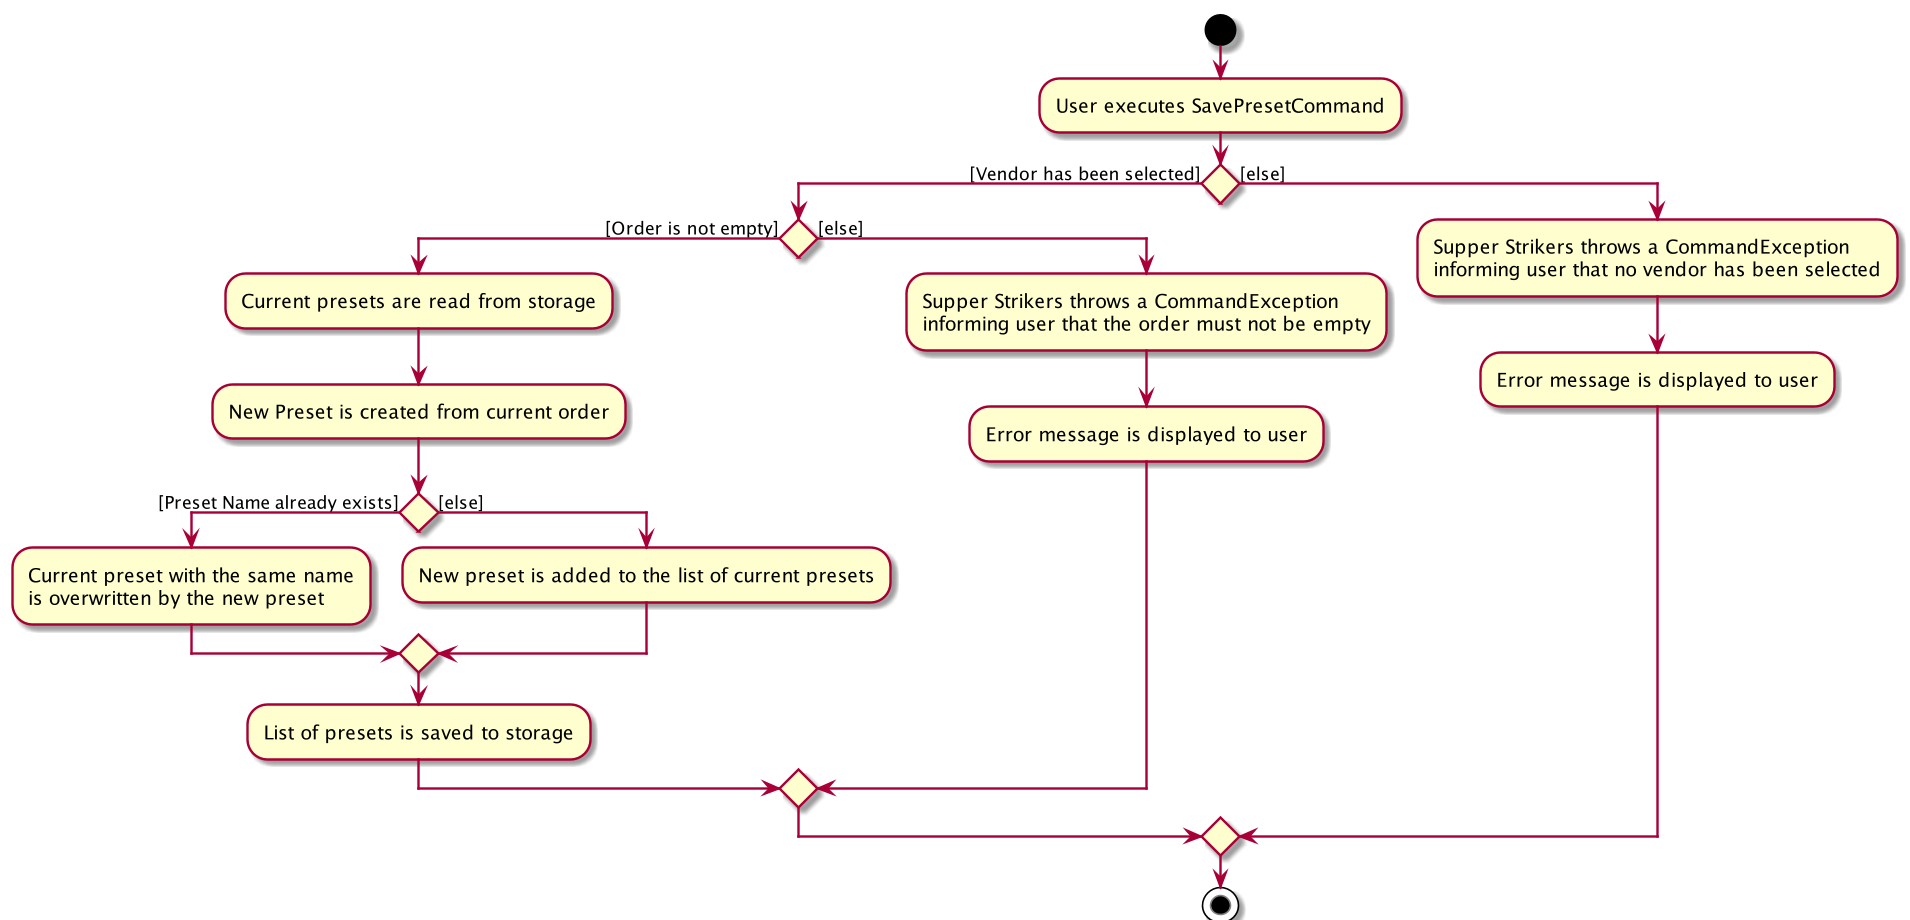 User executes SavePresetCommand
[Vendor has been selected]
[else]
[Order is not empty]
[else]
Supper Strikers throws a CommandException
informing user that no vendor has been selected
Current presets are read from storage
Supper Strikers throws a CommandException
informing user that the order must not be empty
Error message is displayed to user
New Preset is created from current order
Error message is displayed to user
[Preset Name already exists]
[else]
Current preset with the same name
is overwritten by the new preset
New preset is added to the list of current presets
List of presets is saved to storage